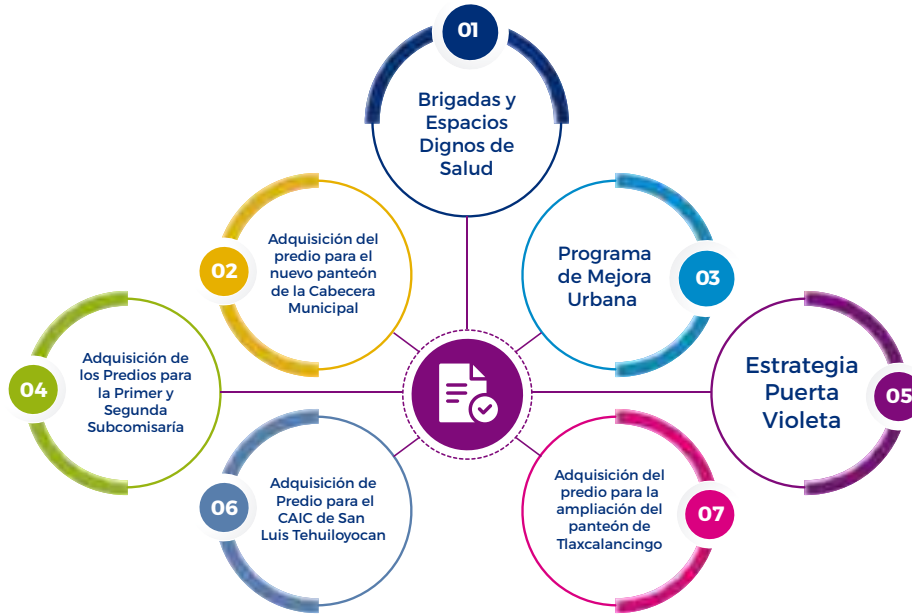 01
Brigadas y
Espacios
Dignos de
Salud
02
Adquisición del
predio para el
nuevo panteón
de la Cabecera
Municipal
03
Programa
de Mejora
Urbana
04
Adquisición de
los Predios para
la Primer y
Segunda
Subcomisaría
05
Estrategia
Puerta
Violeta
06
Adquisición de
Predio para el
CAIC de San
Luis Tehuiloyocan
07
Adquisición del
predio para la
ampliación del
panteón de
Tlaxcalancingo